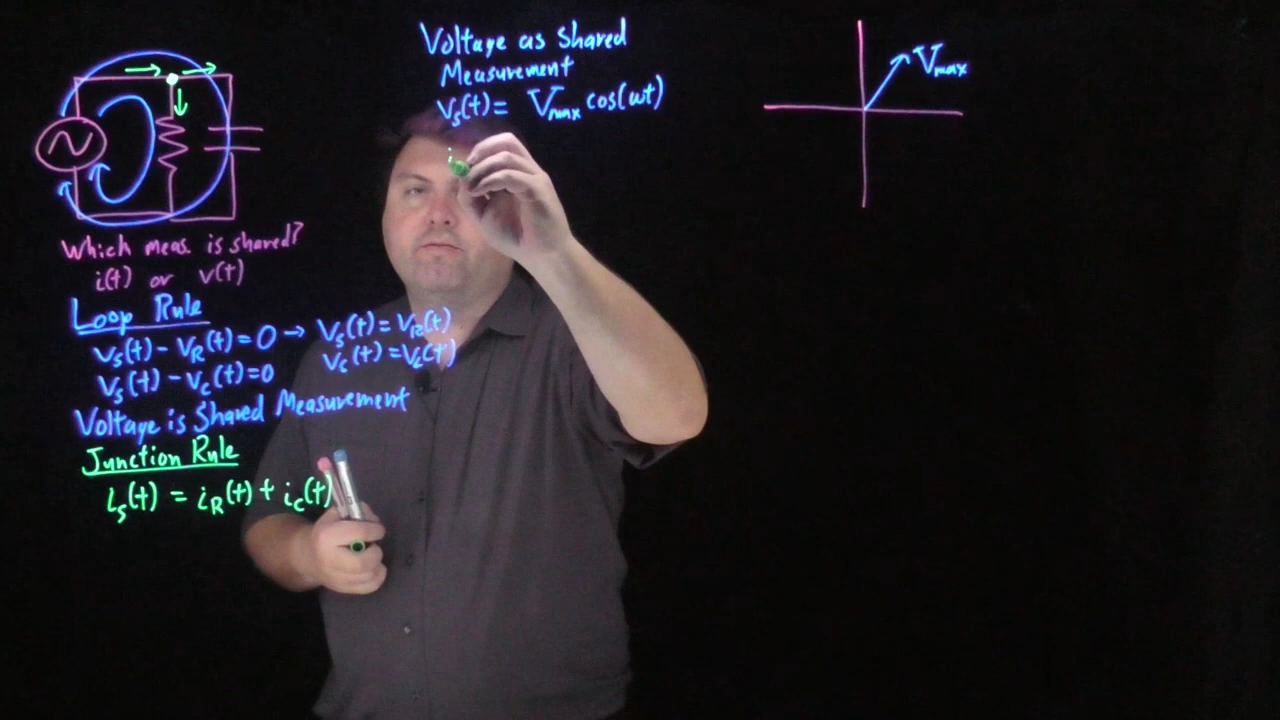 Which meas. is shared?
i(t) or v(t)
Loop Rule
Vs(t) - VR(t) = 0 → Vs(t) = VR(t)
Vs(t) - Vc(t) = 0 Vs(t) = Vc(t)
Voltage is Shared Measurement
Junction Rule
is(t) = iR(t) + ic(t)
Voltage as Shared
Measurement
Vs(t) = Vmax cos(ωt)
Vmax